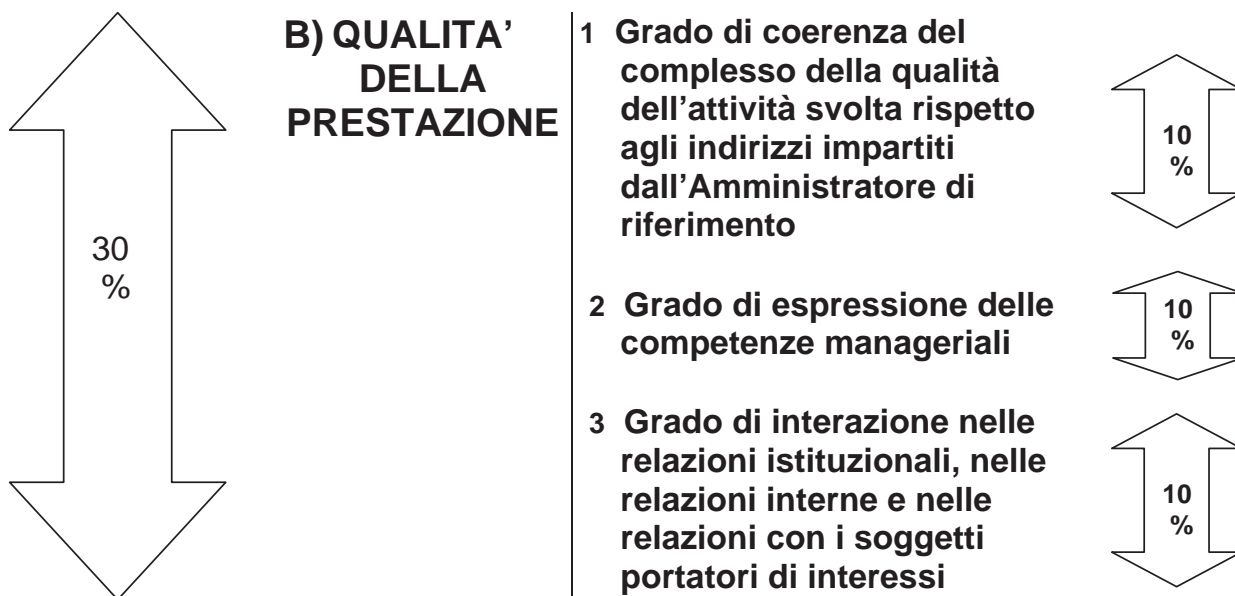 30
%
B) QUALITA’
DELLA
PRESTAZIONE
1 Grado di coerenza del
complesso della qualità
dell’attività svolta rispetto
agli indirizzi impartiti
dall’Amministratore di
riferimento
10
%
2 Grado di espressione delle
competenze manageriali
10
%
3 Grado di interazione nelle
relazioni istituzionali, nelle
relazioni interne e nelle
relazioni con i soggetti
portatori di interessi
10
%